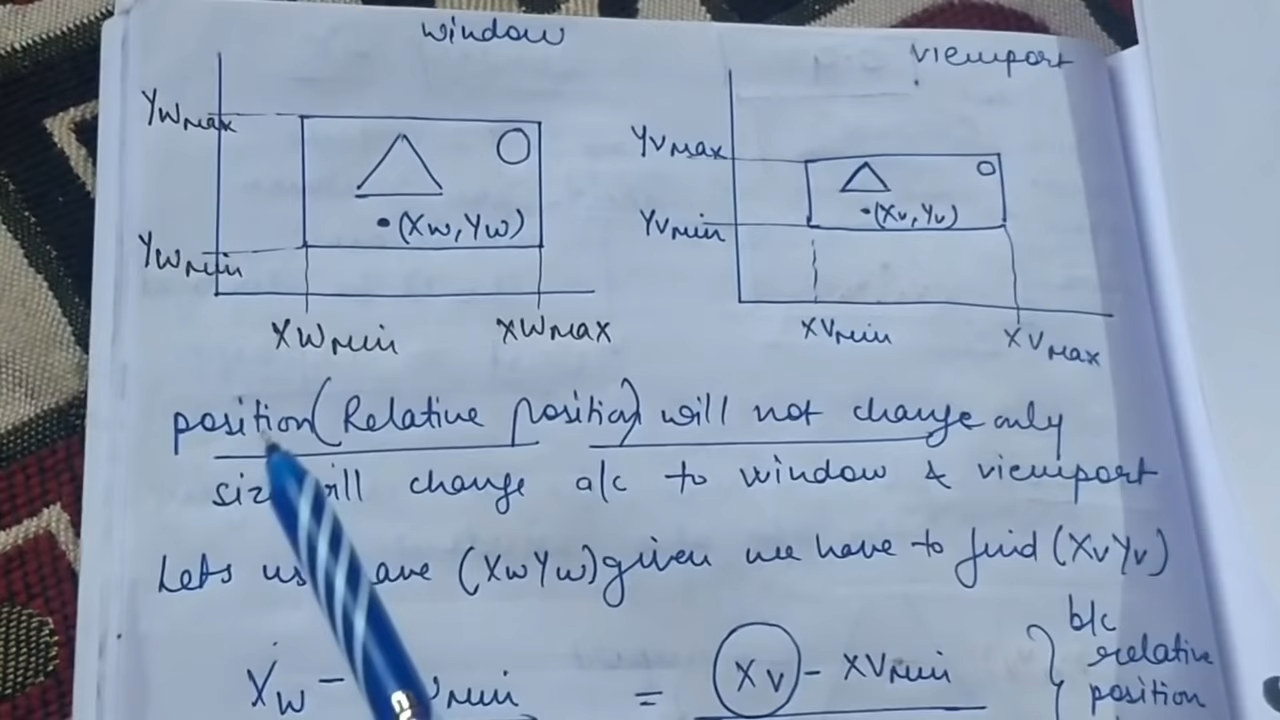 window
viewport
YWmax
YVmax
(Xw, Yw)
(Xv, Yv)
YVmin
YWmin
XWmin
XWmax
XVmin
XVmax
position (Relative position) will not change only
will change a/c to window & viewport
Lets us (XwYw) given we have to find (XvYv)
b/c
relative
position
Xw - = Xv - XVmin